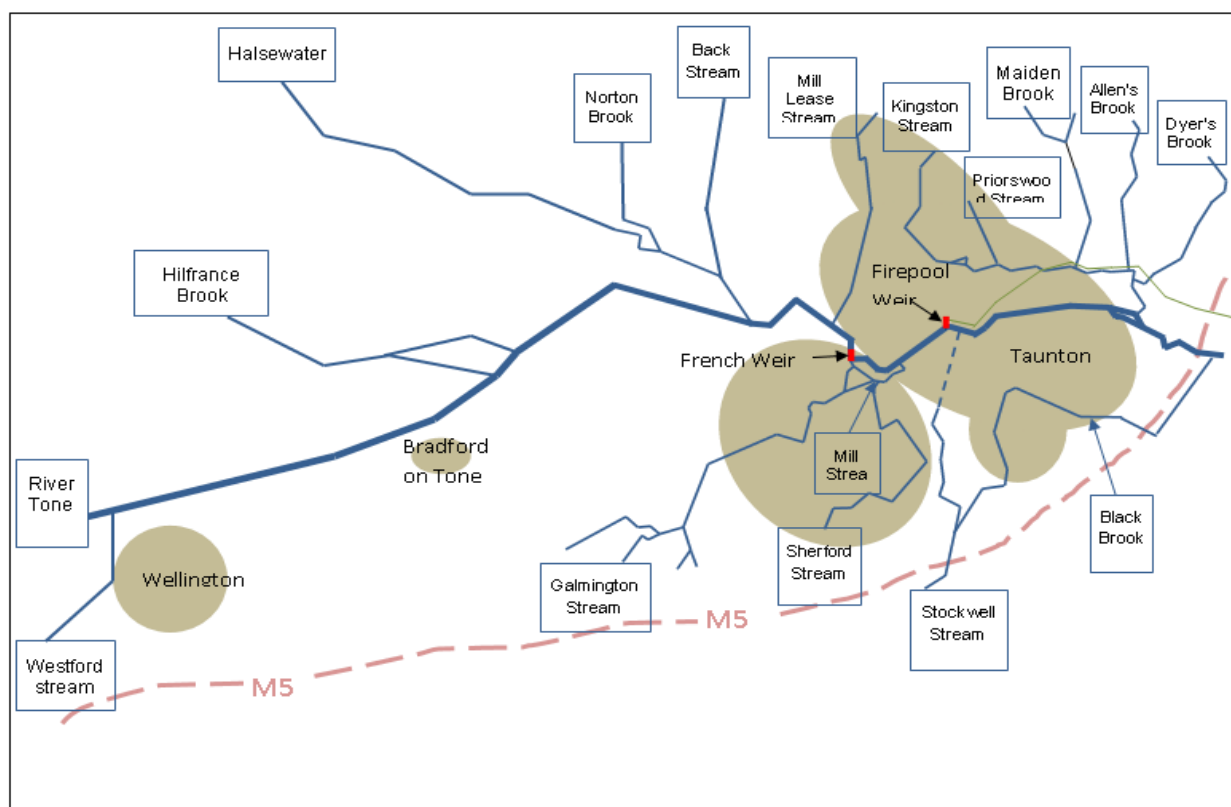 Halsewater
Back
Stream
Norton
Brook
Mill
Lease
Stream
Kingston
Stream
Maiden
Brook
Allen's
Brook
Dyer's
Brook
Priorswoo
d Stream
Hilfrance
Brook
Firepool
Weir
French Weir
Taunton
Bradford
on Tone
Mill
Strea
River
Tone
Black
Brook
Sherford
Stream
Wellington
Galmington
Stream
Stockwell
Stream
M5
Westford
stream
M5